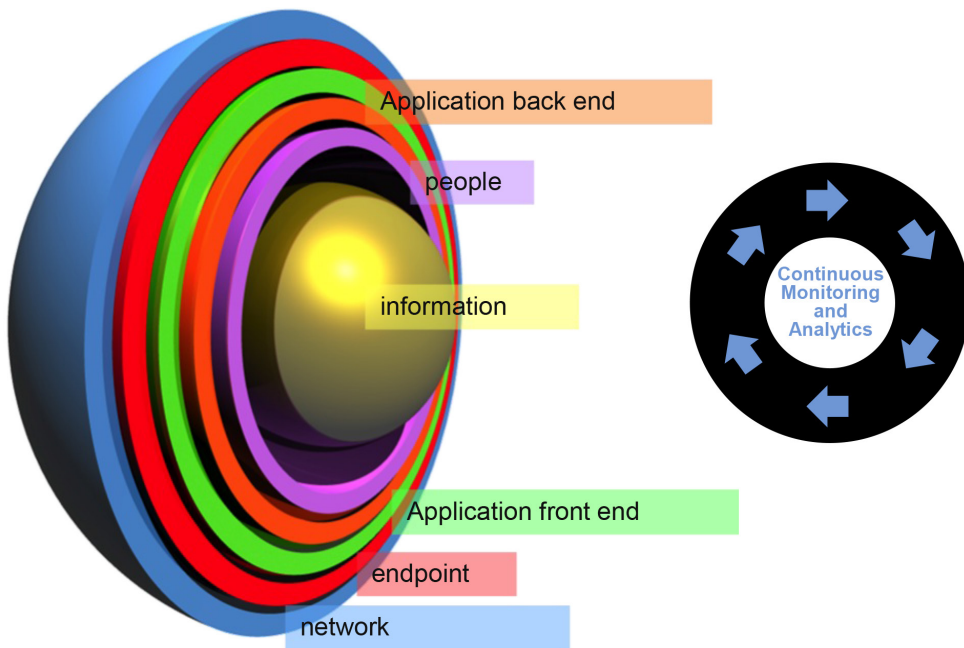 Application back end
people
information
Continuous
Monitoring
and
Analytics
Application front end
endpoint
network